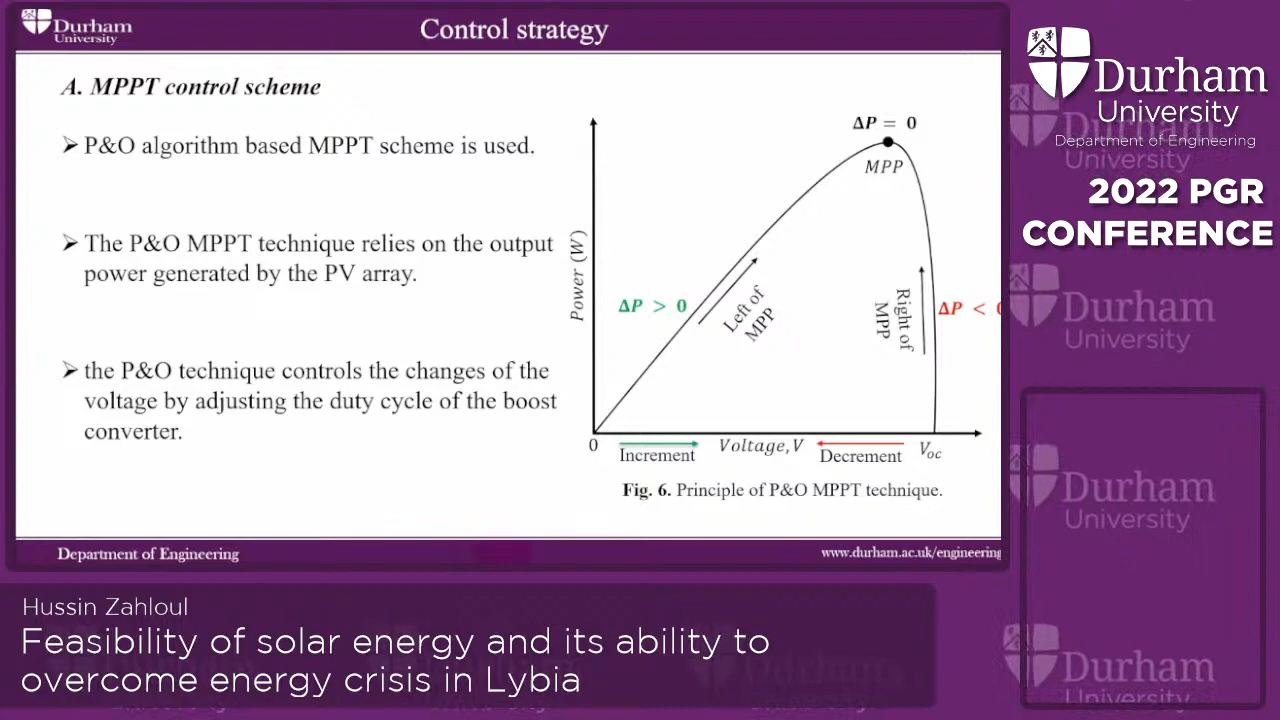 Durham
University
Control strategy
A. MPPT control scheme
➢ P&O algorithm based MPPT scheme is used.
➢ The P&O MPPT technique relies on the output
power generated by the PV array.
➢ the P&O technique controls the changes of the
voltage by adjusting the duty cycle of the boost
converter.
ΔP = 0
MPP
Power (W)
ΔP > 0
Left of
MPP
Right of
MPP
ΔP < 0
0
Increment
Voltage, V
Decrement
Voc
Fig. 6. Principle of P&O MPPT technique.
Department of Engineering
www.durham.ac.uk/engineering
Durham
University
Department of Engineering
2022 PGR
CONFERENCE
University
Durham
University
Durham
University
Durham
University
Hussin Zahloul
Feasibility of solar energy and its ability to
overcome energy crisis in Lybia